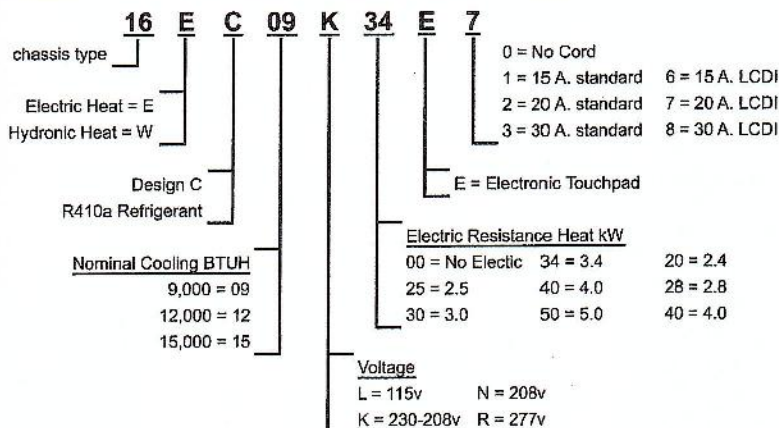 16 E C 09 K 34 E 7
chassis type
Electric Heat = E
Hydronic Heat = W
Design C
R410a Refrigerant
Nominal Cooling BTUH
9,000 = 09
12,000 = 12
15,000 = 15
0 = No Cord
1 = 15 A. standard 6 = 15 A. LCDI
2 = 20 A. standard 7 = 20 A. LCDI
3 = 30 A. standard 8 = 30 A. LCDI
E = Electronic Touchpad
Electric Resistance Heat kW
00 = No Electic 34 = 3.4 20 = 2.4
25 = 2.5 40 = 4.0 28 = 2.8
30 = 3.0 50 = 5.0 40 = 4.0
Voltage
L = 115v N = 208v
K = 230-208v R = 277v